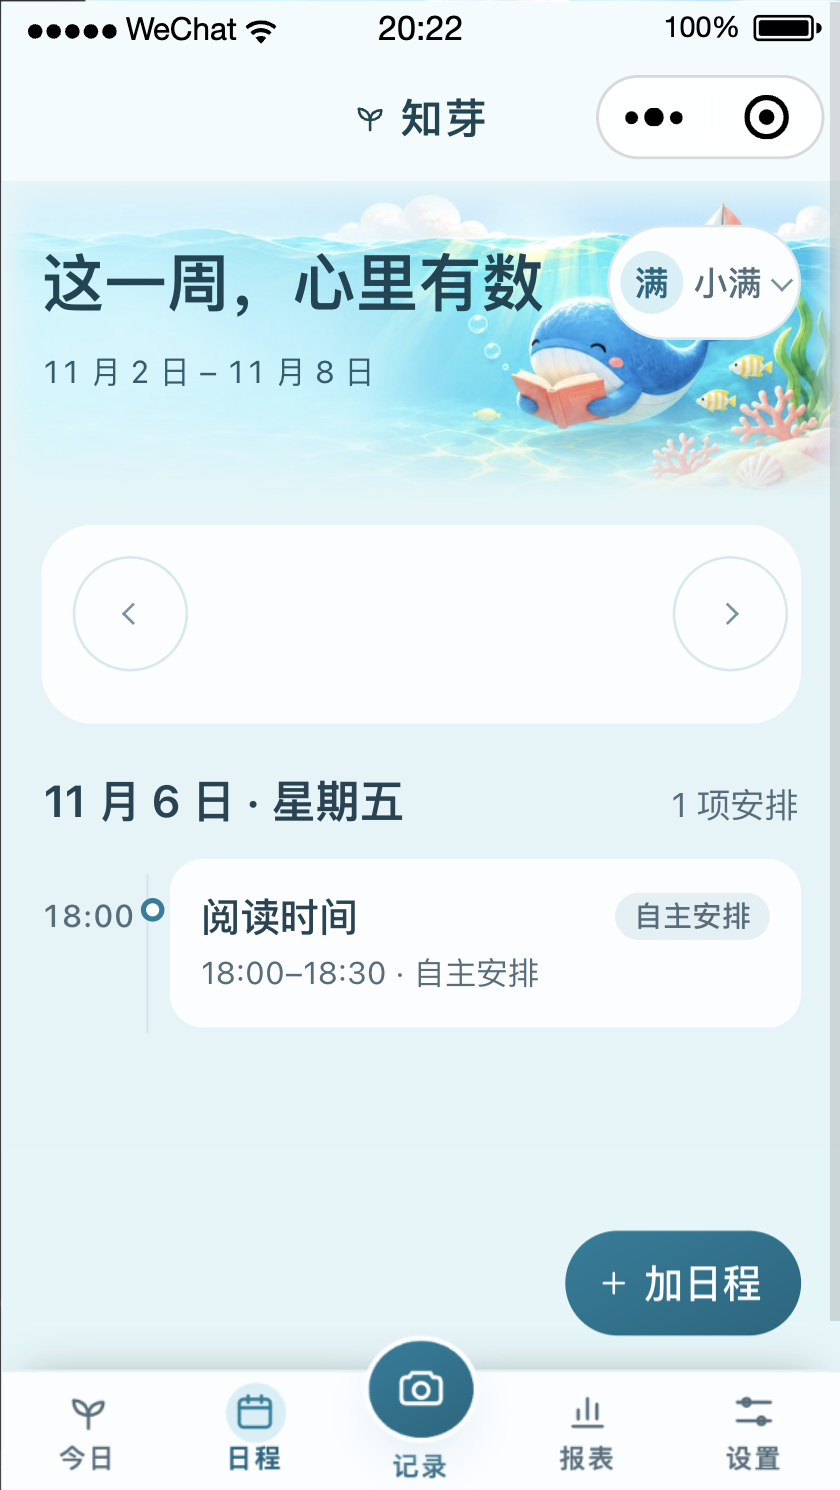 WeChat 20:22 100%
知芽
这一周，心里有数
满 小满
11 月 2 日 – 11 月 8 日
11 月 6 日 · 星期五
1 项安排
18:00
阅读时间
自主安排
18:00–18:30 · 自主安排
+ 加日程
今日
日程
记录
报表
设置